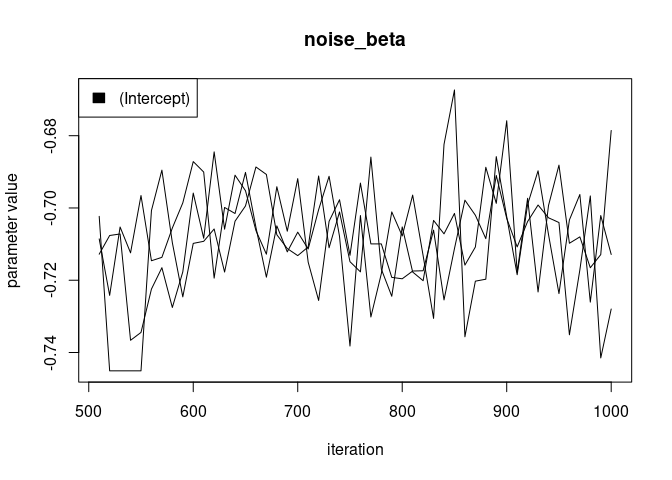 noise_beta
(Intercept)
parameter value
-0.68
-0.70
-0.72
-0.74
500 600 700 800 900 1000
iteration